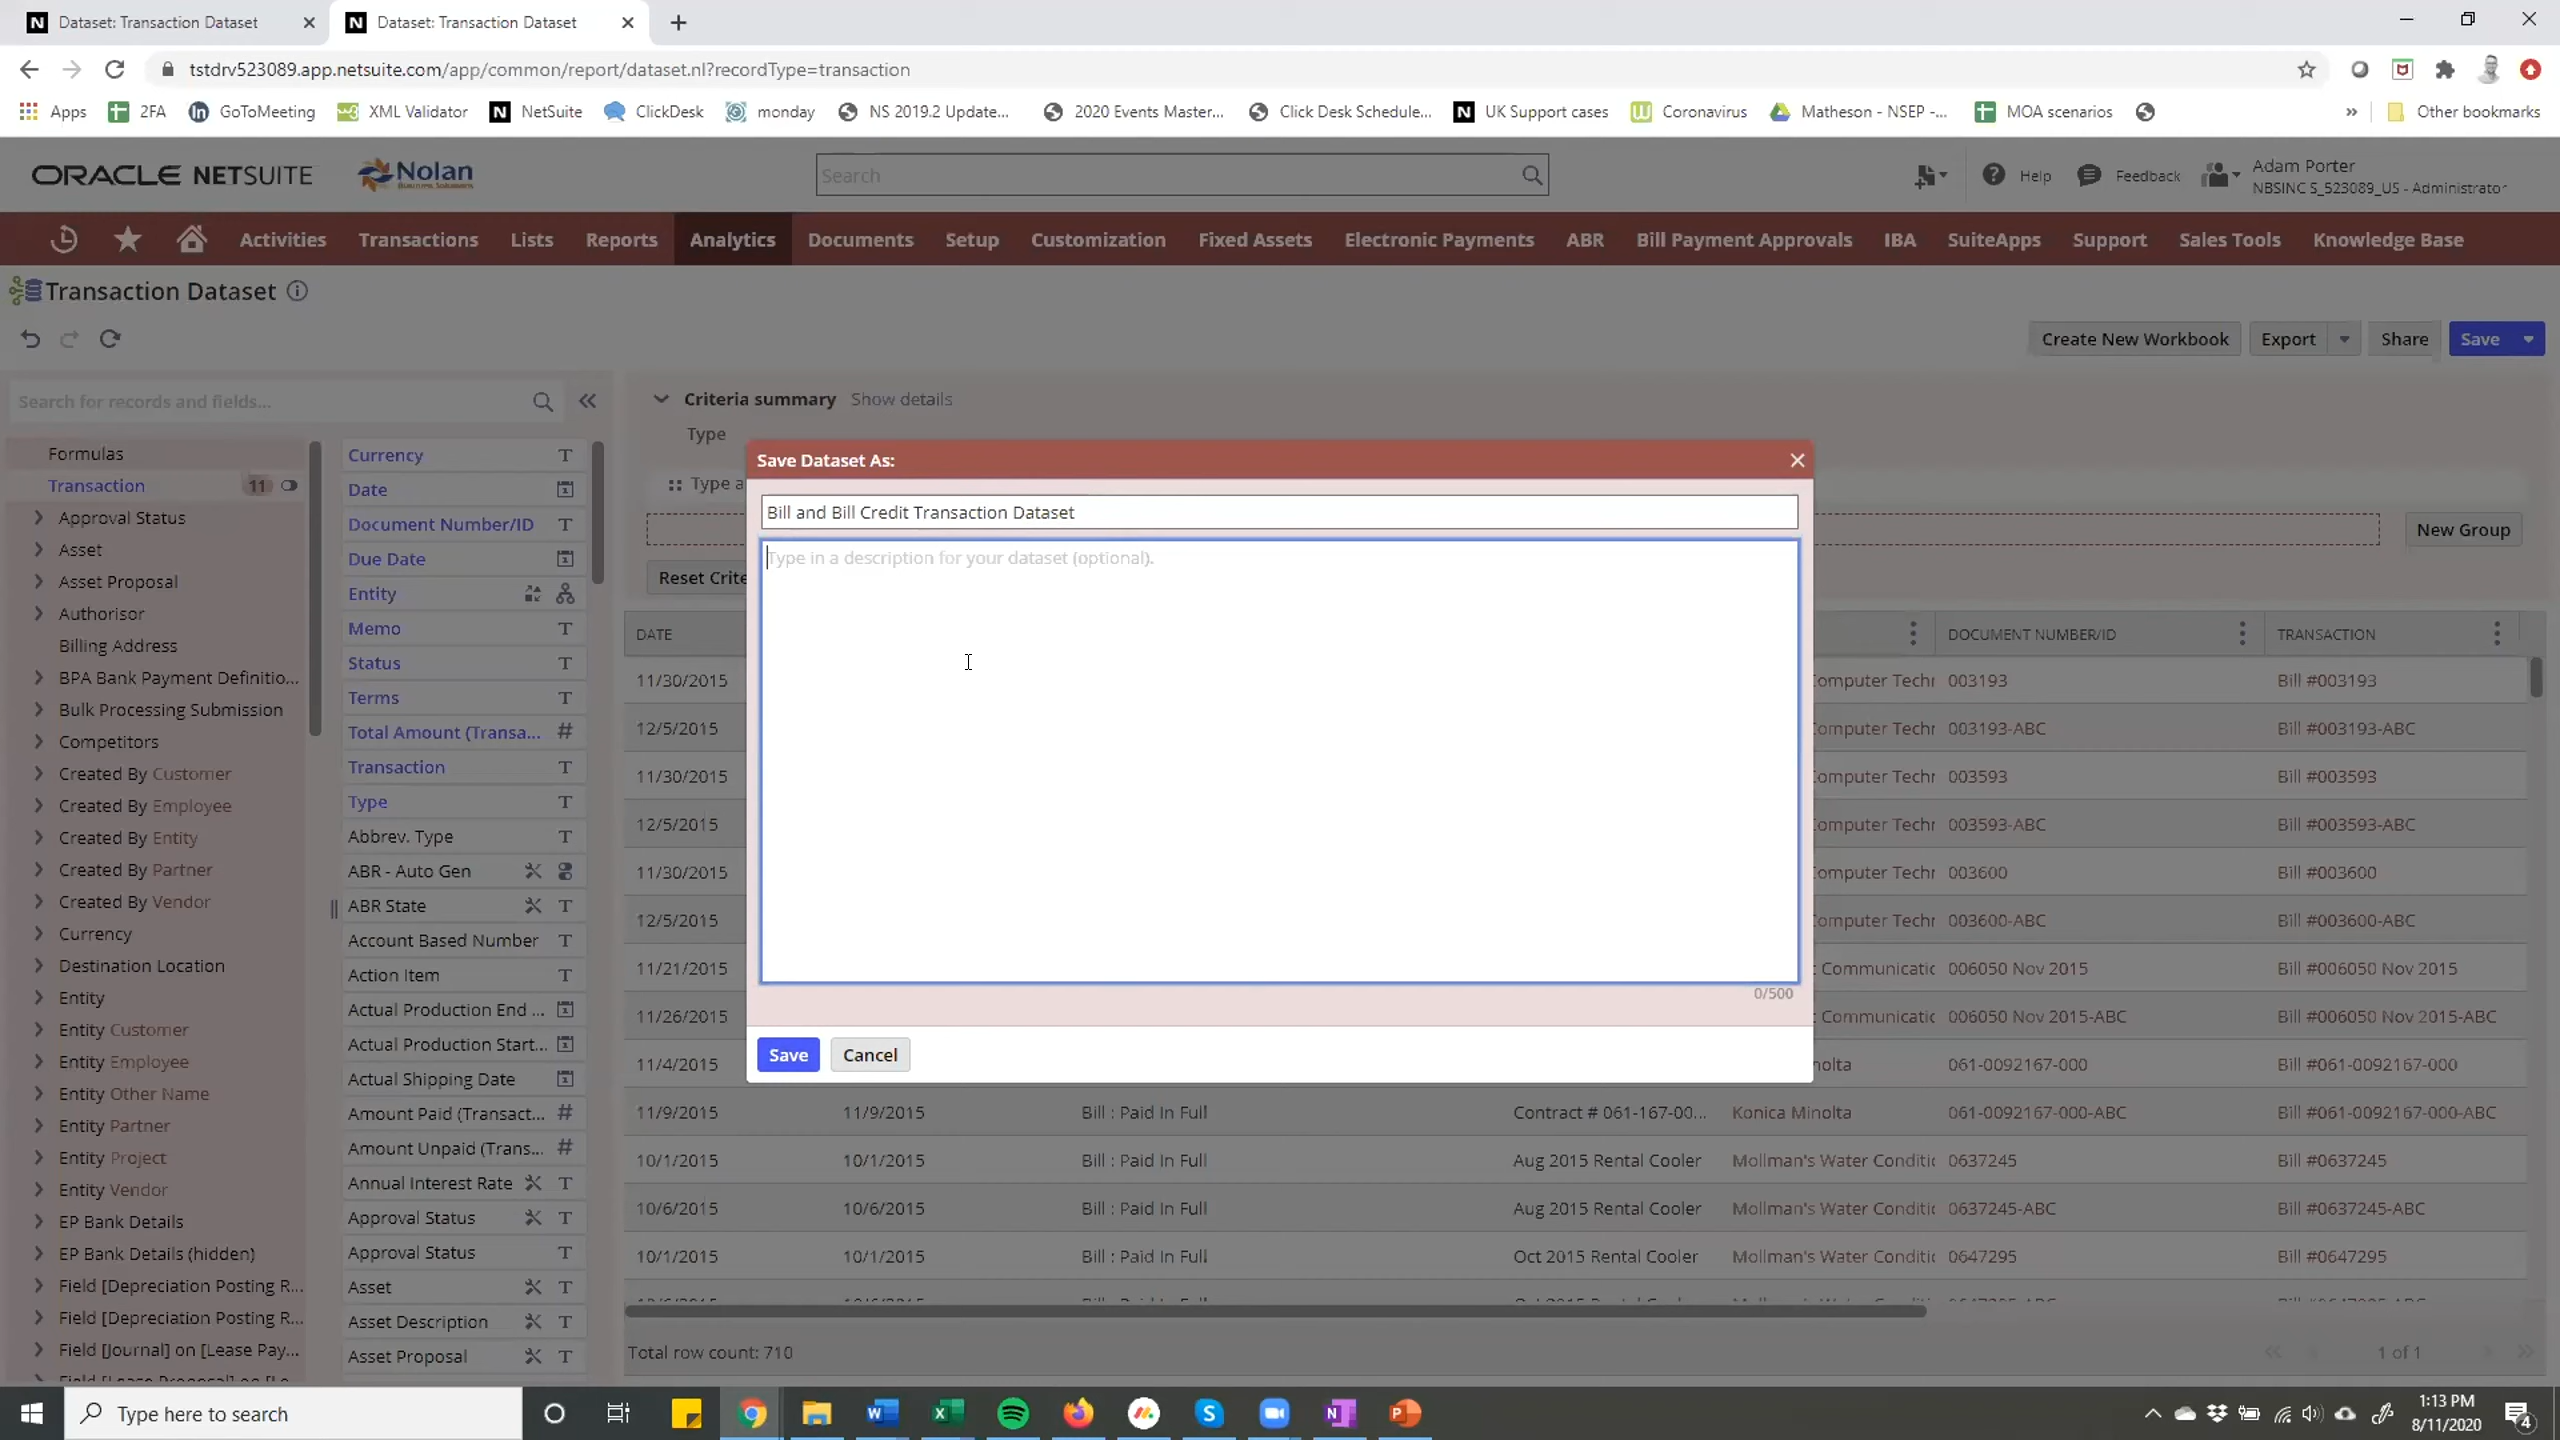 Dataset: Transaction Dataset
Dataset: Transaction Dataset
tstdrv523089.app.netsuite.com/app/common/report/dataset.nl?recordType=transaction
Apps 2FA GoToMeeting XML Validator NetSuite ClickDesk monday NS 2019.2 Update... 2020 Events Master... Click Desk Schedule... UK Support cases Coronavirus Matheson - NSEP -... MOA scenarios » Other bookmarks
ORACLE NETSUITE Nolan Business Solutions Search Help Feedback Adam Porter
NBSINC S_523089_US - Administrator
Activities Transactions Lists Reports Analytics Documents Setup Customization Fixed Assets Electronic Payments ABR Bill Payment Approvals IBA SuiteApps Support Sales Tools Knowledge Base
Transaction Dataset
Create New Workbook Export Share Save
Search for records and fields...
Formulas
Transaction 11
Approval Status
Asset
Asset Proposal
Authorisor
Billing Address
BPA Bank Payment Definitio...
Bulk Processing Submission
Competitors
Created By Customer
Created By Employee
Created By Entity
Created By Partner
Created By Vendor
Currency
Destination Location
Entity
Entity Customer
Entity Employee
Entity Other Name
Entity Partner
Entity Project
Entity Vendor
EP Bank Details
EP Bank Details (hidden)
Field [Depreciation Posting R...
Field [Depreciation Posting R...
Field [Journal] on [Lease Pay...
Currency T
Date
Document Number/ID T
Due Date
Entity
Memo T
Status T
Terms T
Total Amount (Transa... #
Transaction T
Type T
Abbrev. Type T
ABR - Auto Gen
ABR State T
Account Based Number T
Action Item T
Actual Production End ...
Actual Production Start...
Actual Shipping Date
Amount Paid (Transact... #
Amount Unpaid (Trans... #
Annual Interest Rate T
Approval Status T
Approval Status T
Asset T
Asset Description T
Asset Proposal T
Criteria summary Show details
Type
Type a
New Group
Reset Crite
Save Dataset As:
Bill and Bill Credit Transaction Dataset
Type in a description for your dataset (optional).
0/500
Save Cancel
DATE DOCUMENT NUMBER/ID TRANSACTION
11/30/2015 omputer Techr 003193 Bill #003193
12/5/2015 omputer Techr 003193-ABC Bill #003193-ABC
11/30/2015 omputer Techr 003593 Bill #003593
12/5/2015 omputer Techr 003593-ABC Bill #003593-ABC
11/30/2015 omputer Techr 003600 Bill #003600
12/5/2015 omputer Techr 003600-ABC Bill #003600-ABC
11/21/2015 Communicatic 006050 Nov 2015 Bill #006050 Nov 2015
11/26/2015 Communicatic 006050 Nov 2015-ABC Bill #006050 Nov 2015-ABC
11/4/2015 nolta 061-0092167-000 Bill #061-0092167-000
11/9/2015 11/9/2015 Bill : Paid In Full Contract # 061-167-00... Konica Minolta 061-0092167-000-ABC Bill #061-0092167-000-ABC
10/1/2015 10/1/2015 Bill : Paid In Full Aug 2015 Rental Cooler Mollman's Water Conditic 0637245 Bill #0637245
10/6/2015 10/6/2015 Bill : Paid In Full Aug 2015 Rental Cooler Mollman's Water Conditic 0637245-ABC Bill #0637245-ABC
10/1/2015 10/1/2015 Bill : Paid In Full Oct 2015 Rental Cooler Mollman's Water Conditic 0647295 Bill #0647295
Total row count: 710
1 of 1
Type here to search
1:13 PM
8/11/2020
4